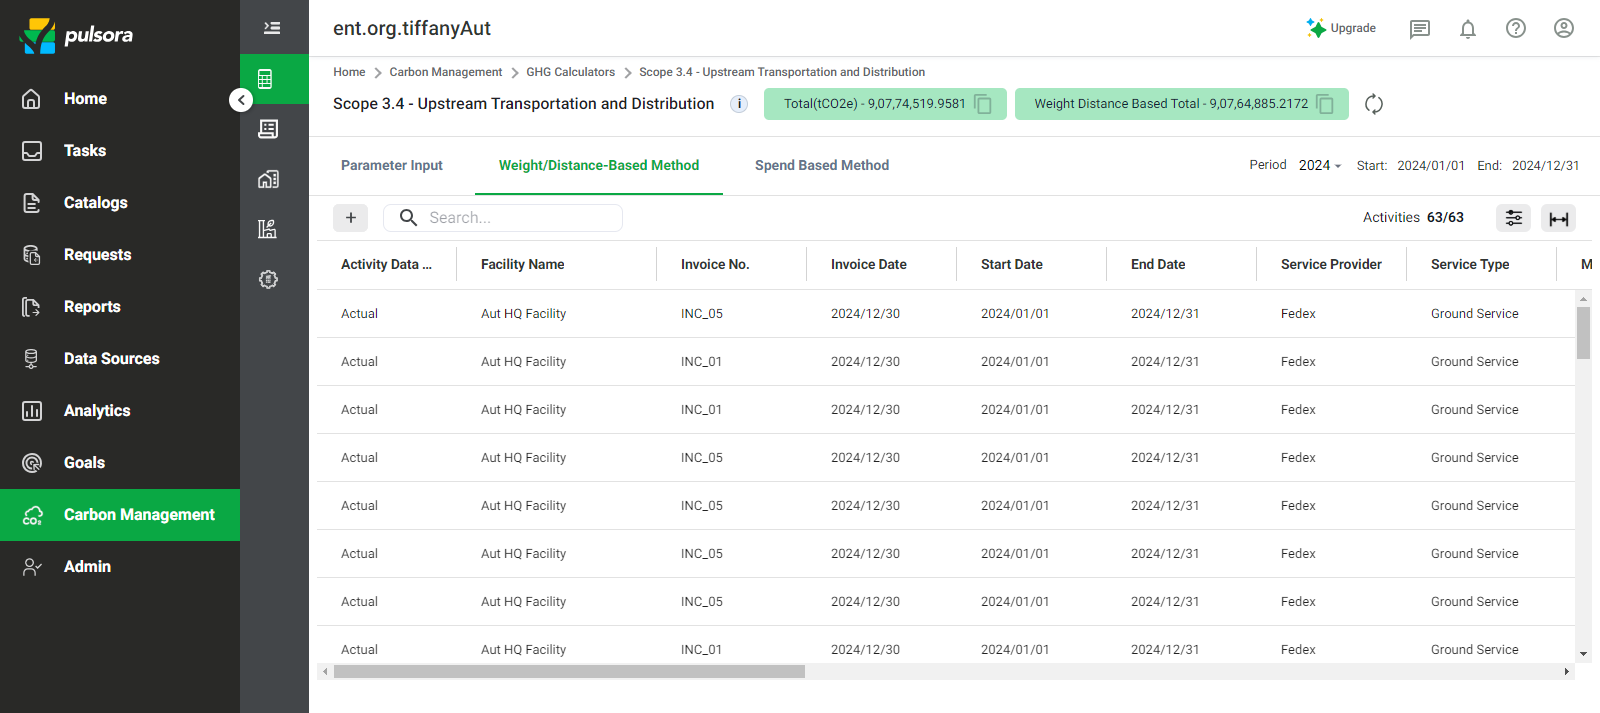 pulsora
Home
Tasks
Catalogs
Requests
Reports
Data Sources
Analytics
Goals
CO₂ Carbon Management
Admin
ent.org.tiffanyAut
Upgrade
Home > Carbon Management > GHG Calculators > Scope 3.4 - Upstream Transportation and Distribution
Scope 3.4 - Upstream Transportation and Distribution i Total(tCO2e) - 9,07,74,519.9581 Weight Distance Based Total - 9,07,64,885.2172
Parameter Input Weight/Distance-Based Method Spend Based Method Period 2024 Start: 2024/01/01 End: 2024/12/31
+ Search... Activities 63/63
Activity Data ... Facility Name Invoice No. Invoice Date Start Date End Date Service Provider Service Type M
Actual Aut HQ Facility INC_05 2024/12/30 2024/01/01 2024/12/31 Fedex Ground Service
Actual Aut HQ Facility INC_01 2024/12/30 2024/01/01 2024/12/31 Fedex Ground Service
Actual Aut HQ Facility INC_01 2024/12/30 2024/01/01 2024/12/31 Fedex Ground Service
Actual Aut HQ Facility INC_05 2024/12/30 2024/01/01 2024/12/31 Fedex Ground Service
Actual Aut HQ Facility INC_05 2024/12/30 2024/01/01 2024/12/31 Fedex Ground Service
Actual Aut HQ Facility INC_05 2024/12/30 2024/01/01 2024/12/31 Fedex Ground Service
Actual Aut HQ Facility INC_05 2024/12/30 2024/01/01 2024/12/31 Fedex Ground Service
Actual Aut HQ Facility INC_01 2024/12/30 2024/01/01 2024/12/31 Fedex Ground Service